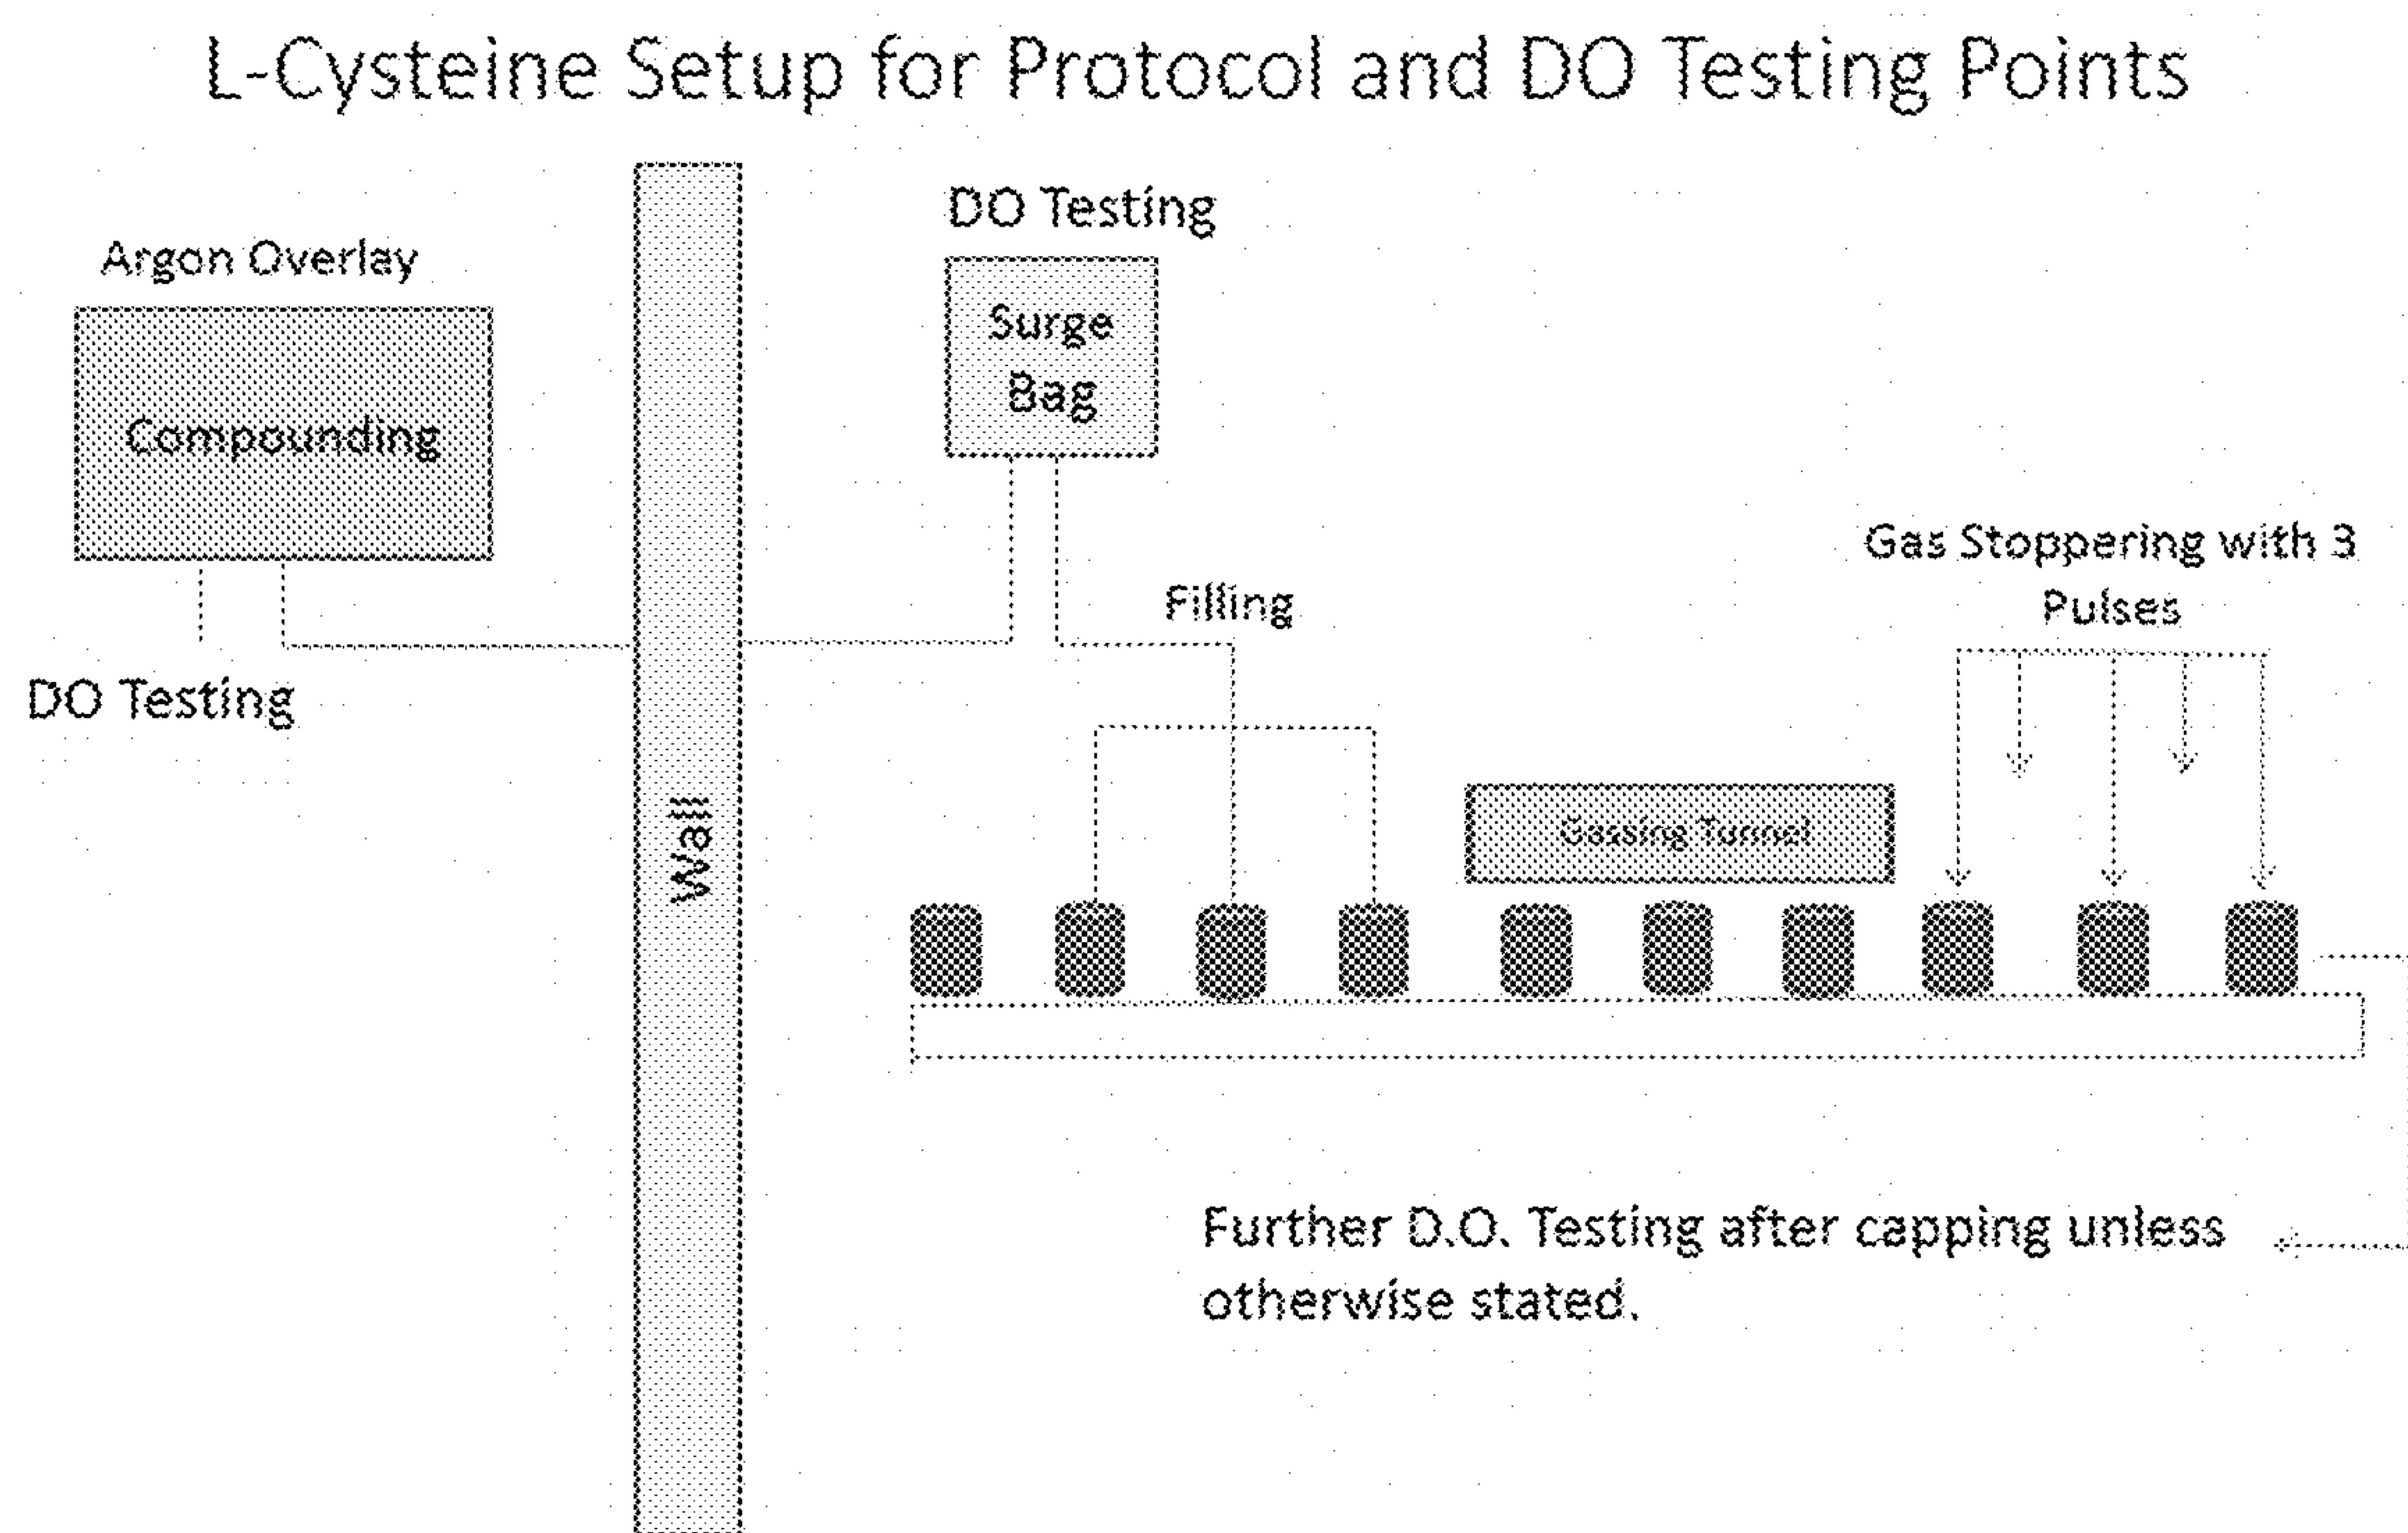 L-Cysteine Setup for Protocol and DO Testing Points
Argon Overlay
Compounding
DO Testing
Wall
DO Testing
Surge
Bag
Filling
Gassing Tunnel
Gas Stoppering with 3
Pulses
Further D.O. Testing after capping unless
otherwise stated.